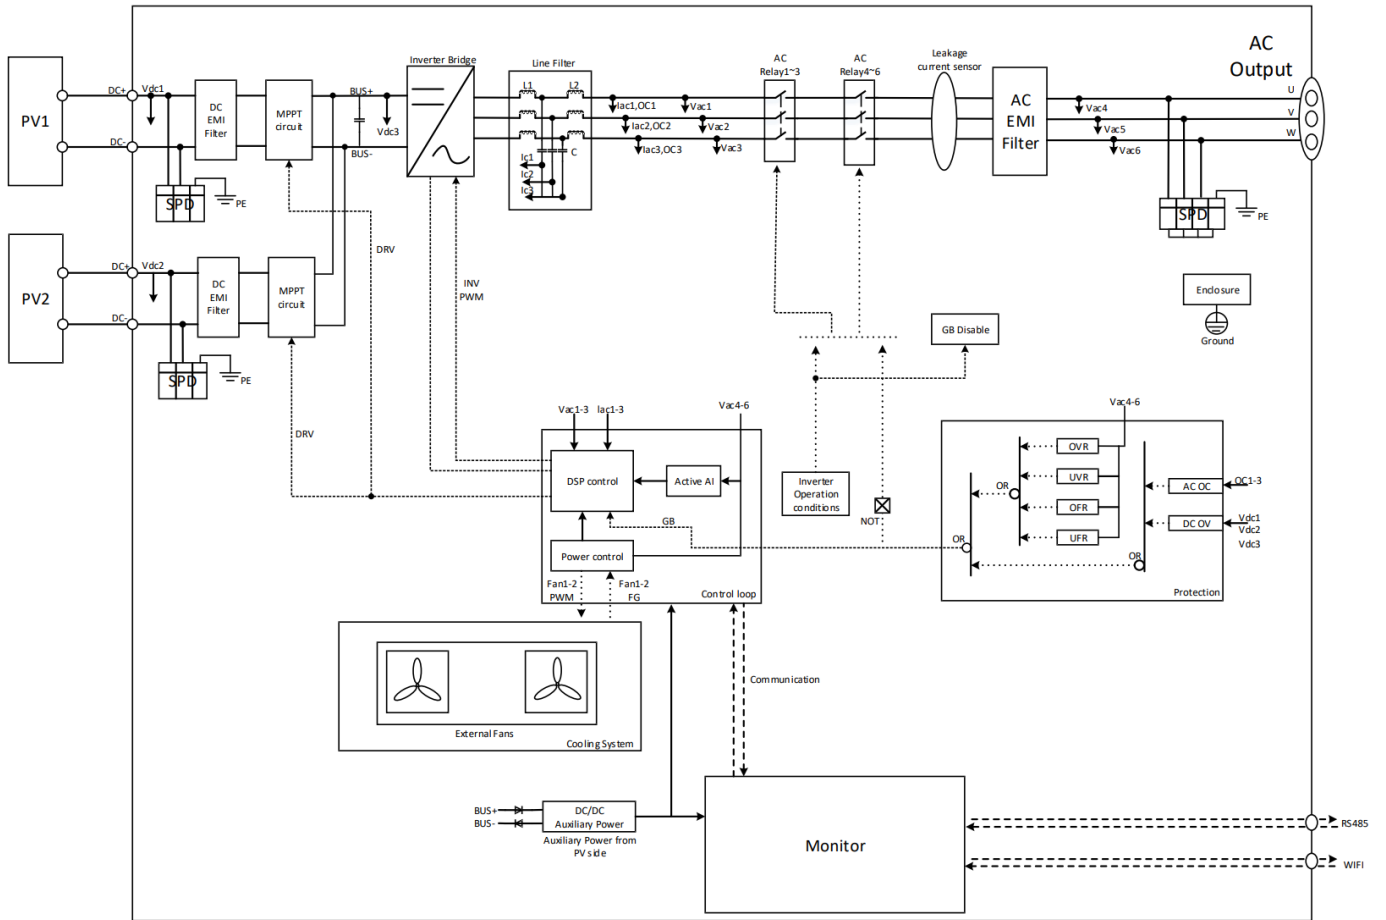 AC
Output
Inverter Bridge
Line Filter
AC
Relay1~3
AC
Relay4~6
Leakage
current sensor
PV1
DC+
Vdc1
DC
EMI
Filter
MPPT
circuit
BUS+
Vdc3
BUS-
DC-
L1
L2
Iac1,OC1
Vac1
Iac2,OC2
Vac2
Iac3,OC3
Vac3
C
Ic1
Ic2
Ic3
AC
EMI
Filter
Vac4
Vac5
Vac6
U
V
W
SPD
PE
SPD
PE
DRV
INV
PWM
PV2
DC+
Vdc2
DC
EMI
Filter
MPPT
circuit
DC-
SPD
PE
Enclosure
Ground
GB Disable
DRV
Vac1-3
Iac1-3
Vac4-6
DSP control
Active AI
GB
Power control
Fan1-2
PWM
Fan1-2
FG
Control loop
Inverter
Operation
conditions
NOT
Vac4-6
OVR
UVR
OFR
UFR
OR
OR
OR
AC OC
OC1-3
DC OV
Vdc1
Vdc2
Vdc3
Protection
External Fans
Cooling System
Communication
BUS+
BUS-
DC/DC
Auxiliary Power
Auxiliary Power from
PV side
Monitor
RS485
WIFI